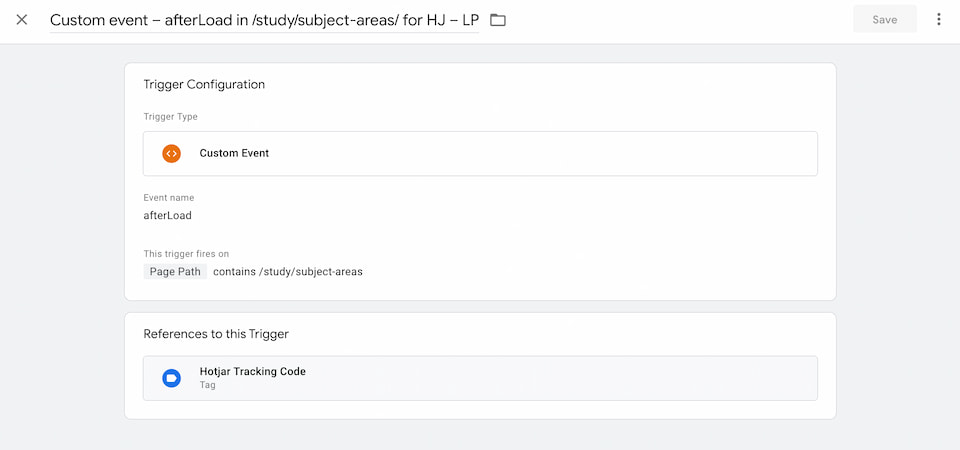 Custom event – afterLoad in /study/subject-areas/ for HJ – LP
Save
Trigger Configuration
Trigger Type
Custom Event
Event name
afterLoad
This trigger fires on
Page Path contains /study/subject-areas
References to this Trigger
Hotjar Tracking Code
Tag